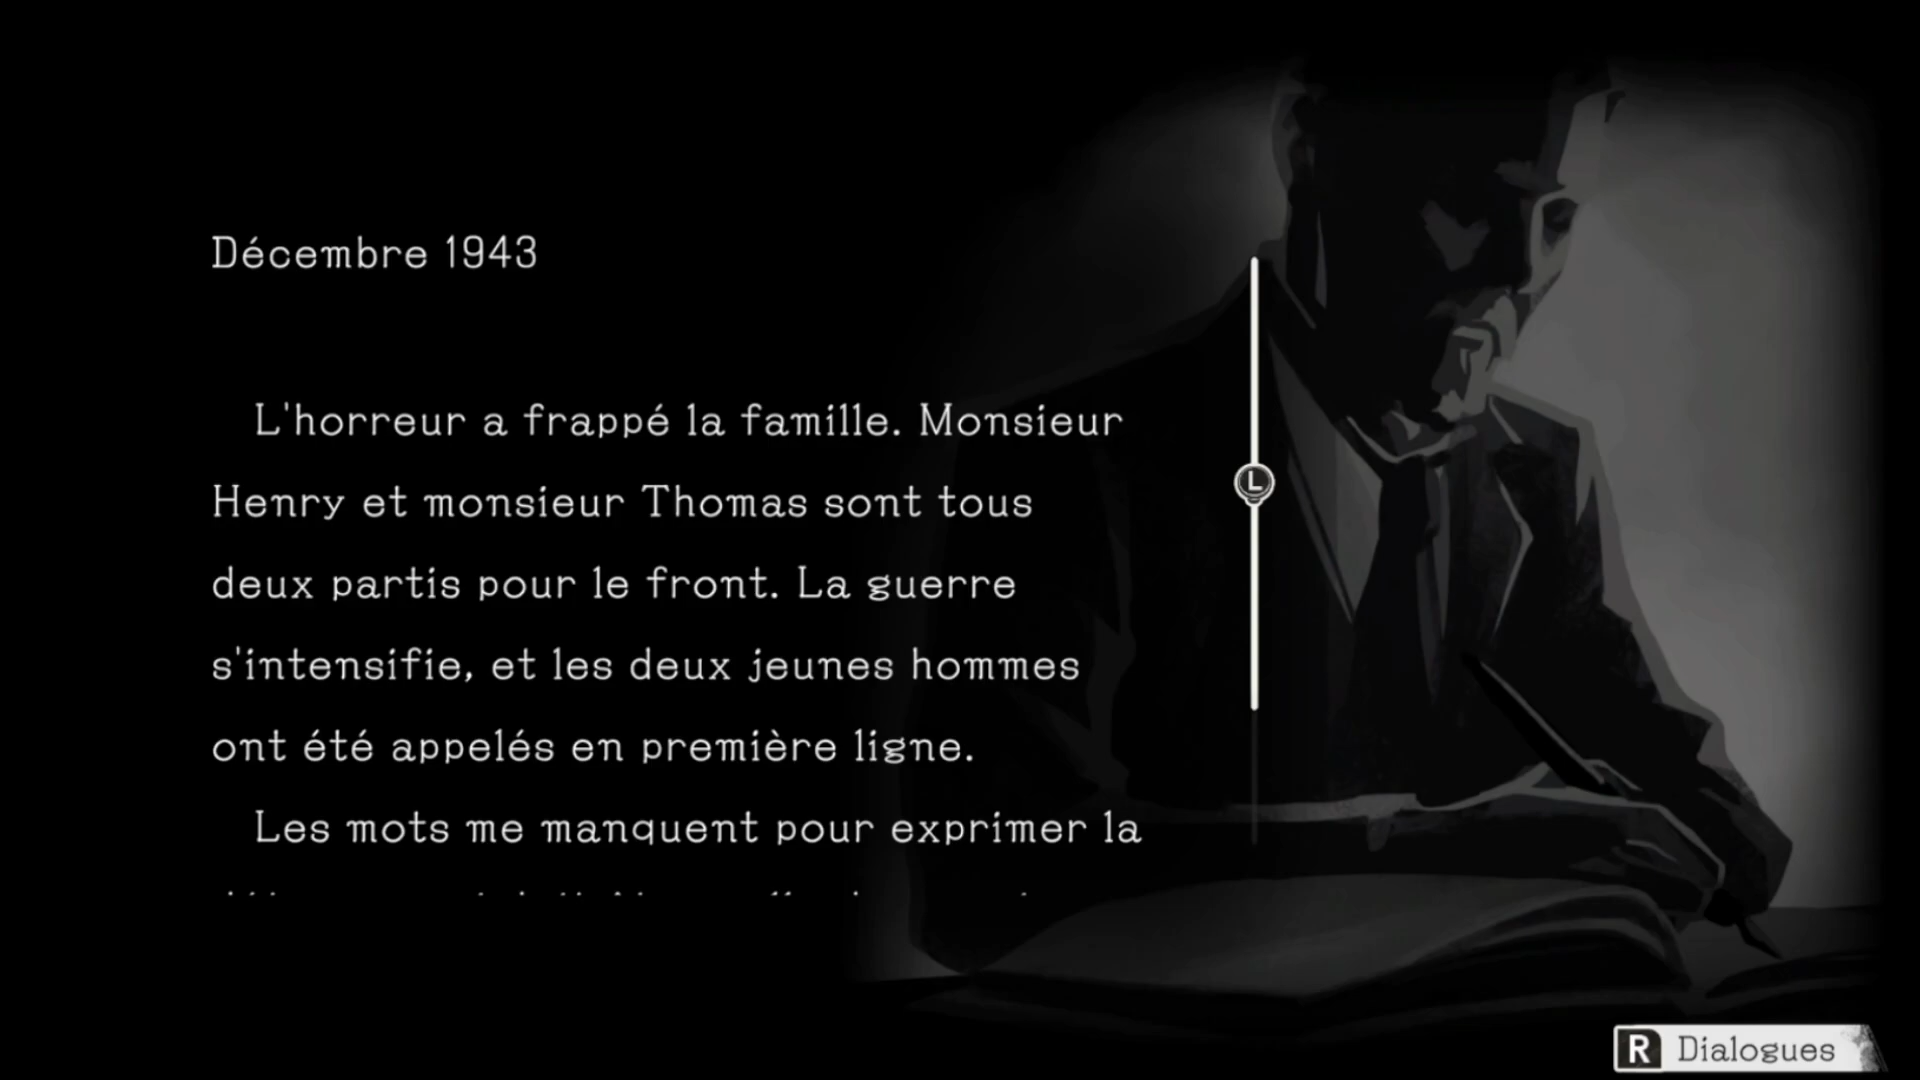 Décembre 1943
L'horreur a frappé la famille. Monsieur
Henry et monsieur Thomas sont tous
deux partis pour le front. La guerre
s'intensifie, et les deux jeunes hommes
ont été appelés en première ligne.
Les mots me manquent pour exprimer la
L
R Dialogues